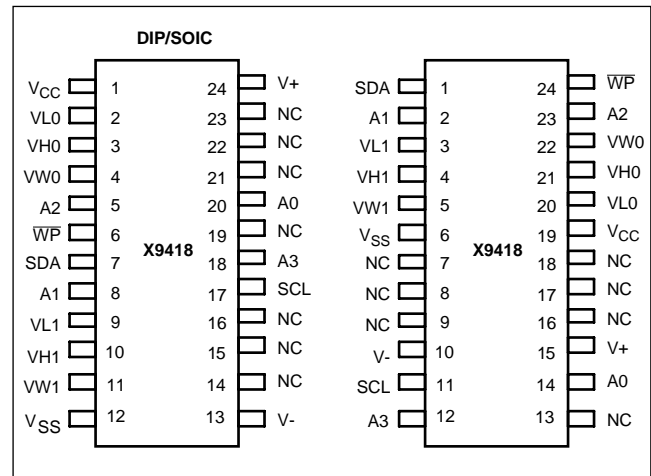 DIP/SOIC
VCC 1 24 V+
VL0 2 23 NC
VH0 3 22 NC
VW0 4 21 NC
A2 5 20 A0
WP 6 19 NC
X9418
SDA 7 18 A3
A1 8 17 SCL
VL1 9 16 NC
VH1 10 15 NC
VW1 11 14 NC
VSS 12 13 V-
SDA 1 24 WP
A1 2 23 A2
VL1 3 22 VW0
VH1 4 21 VH0
VW1 5 20 VL0
VSS 6 19 VCC
X9418
NC 7 18 NC
NC 8 17 NC
NC 9 16 NC
V- 10 15 V+
SCL 11 14 A0
A3 12 13 NC